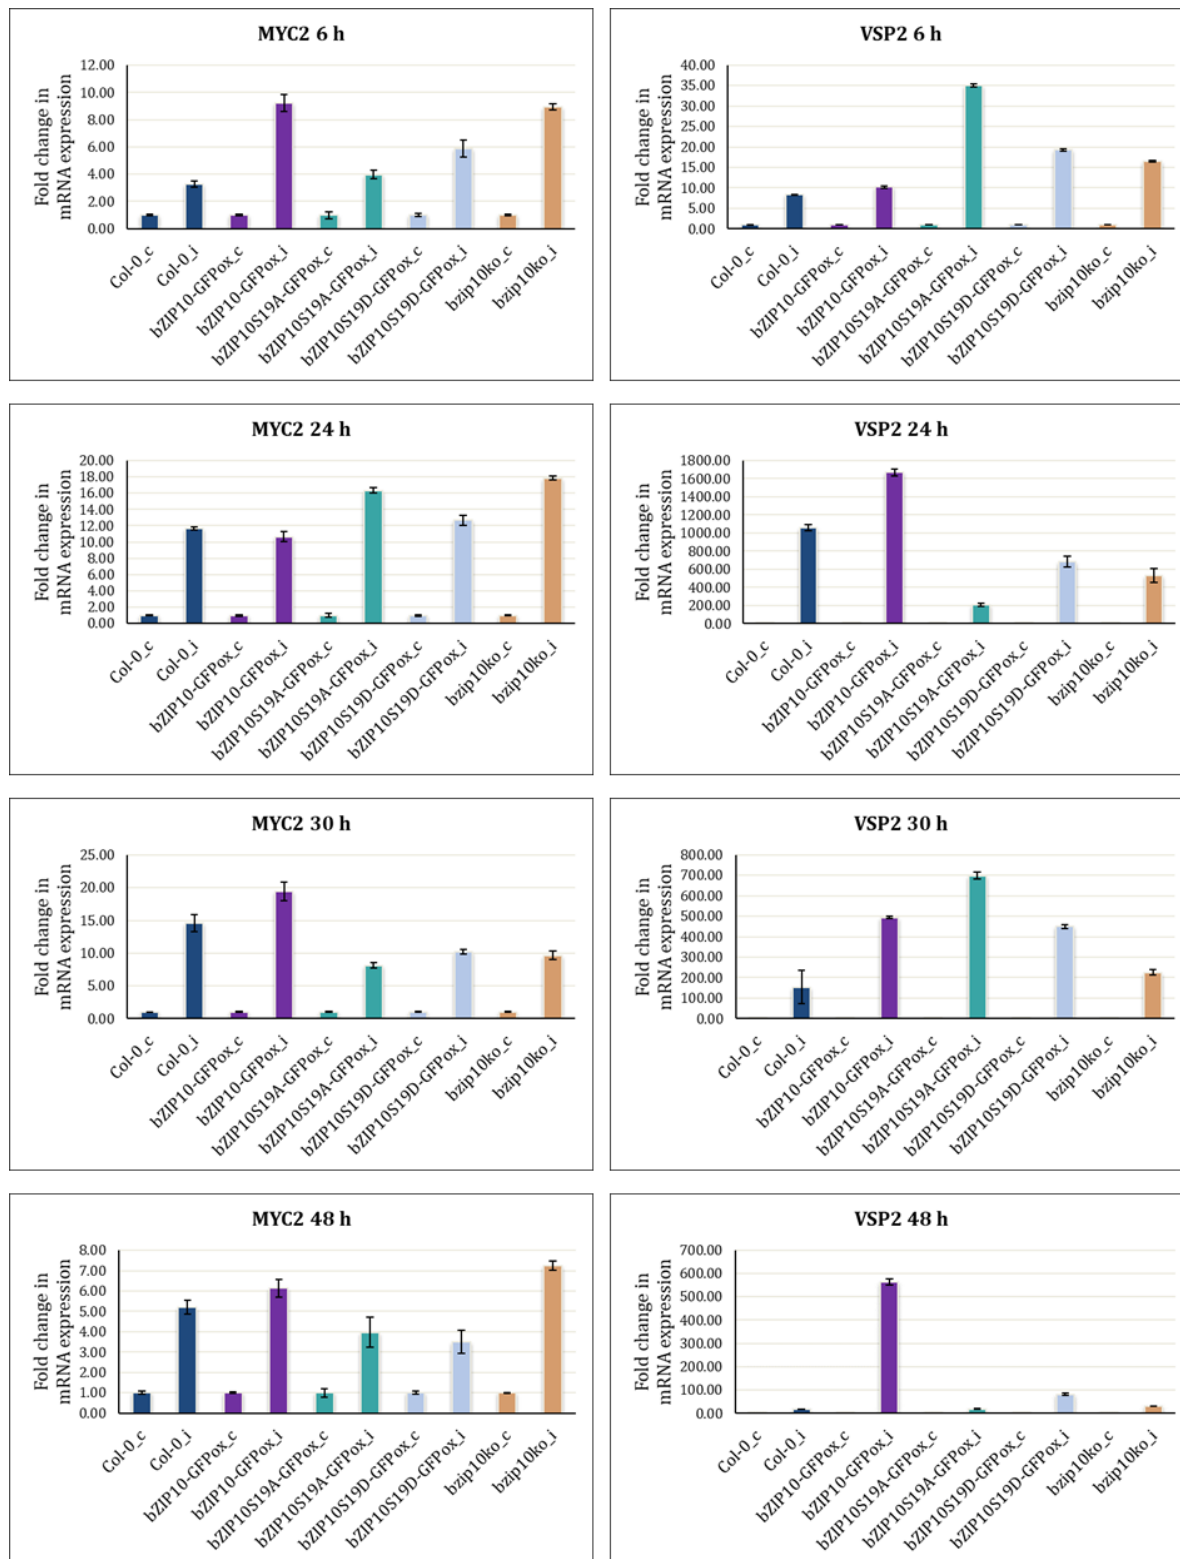 MYC2 6 h
Fold change in
mRNA expression
12.00
10.00
8.00
6.00
4.00
2.00
0.00
Col-0_c
Col-0_i
bZIP10-GFPox_c
bZIP10-GFPox_i
bZIP10S19A-GFPox_c
bZIP10S19A-GFPox_i
bZIP10S19D-GFPox_c
bZIP10S19D-GFPox_i
bzip10ko_c
bzip10ko_i
VSP2 6 h
Fold change in
mRNA expression
40.00
35.00
30.00
25.00
20.00
15.00
10.00
5.00
0.00
Col-0_c
Col-0_i
bZIP10-GFPox_c
bZIP10-GFPox_i
bZIP10S19A-GFPox_c
bZIP10S19A-GFPox_i
bZIP10S19D-GFPox_c
bZIP10S19D-GFPox_i
bzip10ko_c
bzip10ko_i
MYC2 24 h
Fold change in
mRNA expression
20.00
18.00
16.00
14.00
12.00
10.00
8.00
6.00
4.00
2.00
0.00
Col-0_c
Col-0_i
bZIP10-GFPox_c
bZIP10-GFPox_i
bZIP10S19A-GFPox_c
bZIP10S19A-GFPox_i
bZIP10S19D-GFPox_c
bZIP10S19D-GFPox_i
bzip10ko_c
bzip10ko_i
VSP2 24 h
Fold change in
mRNA expression
1800.00
1600.00
1400.00
1200.00
1000.00
800.00
600.00
400.00
200.00
0.00
Col-0_c
Col-0_i
bZIP10-GFPox_c
bZIP10-GFPox_i
bZIP10S19A-GFPox_c
bZIP10S19A-GFPox_i
bZIP10S19D-GFPox_c
bZIP10S19D-GFPox_i
bzip10ko_c
bzip10ko_i
MYC2 30 h
Fold change in
mRNA expression
25.00
20.00
15.00
10.00
5.00
0.00
Col-0_c
Col-0_i
bZIP10-GFPox_c
bZIP10-GFPox_i
bZIP10S19A-GFPox_c
bZIP10S19A-GFPox_i
bZIP10S19D-GFPox_c
bZIP10S19D-GFPox_i
bzip10ko_c
bzip10ko_i
VSP2 30 h
Fold change in
mRNA expression
800.00
700.00
600.00
500.00
400.00
300.00
200.00
100.00
0.00
Col-0_c
Col-0_i
bZIP10-GFPox_c
bZIP10-GFPox_i
bZIP10S19A-GFPox_c
bZIP10S19A-GFPox_i
bZIP10S19D-GFPox_c
bZIP10S19D-GFPox_i
bzip10ko_c
bzip10ko_i
MYC2 48 h
Fold change in
mRNA expression
8.00
7.00
6.00
5.00
4.00
3.00
2.00
1.00
0.00
Col-0_c
Col-0_i
bZIP10-GFPox_c
bZIP10-GFPox_i
bZIP10S19A-GFPox_c
bZIP10S19A-GFPox_i
bZIP10S19D-GFPox_c
bZIP10S19D-GFPox_i
bzip10ko_c
bzip10ko_i
VSP2 48 h
Fold change in
mRNA expression
700.00
600.00
500.00
400.00
300.00
200.00
100.00
0.00
Col-0_c
Col-0_i
bZIP10-GFPox_c
bZIP10-GFPox_i
bZIP10S19A-GFPox_c
bZIP10S19A-GFPox_i
bZIP10S19D-GFPox_c
bZIP10S19D-GFPox_i
bzip10ko_c
bzip10ko_i